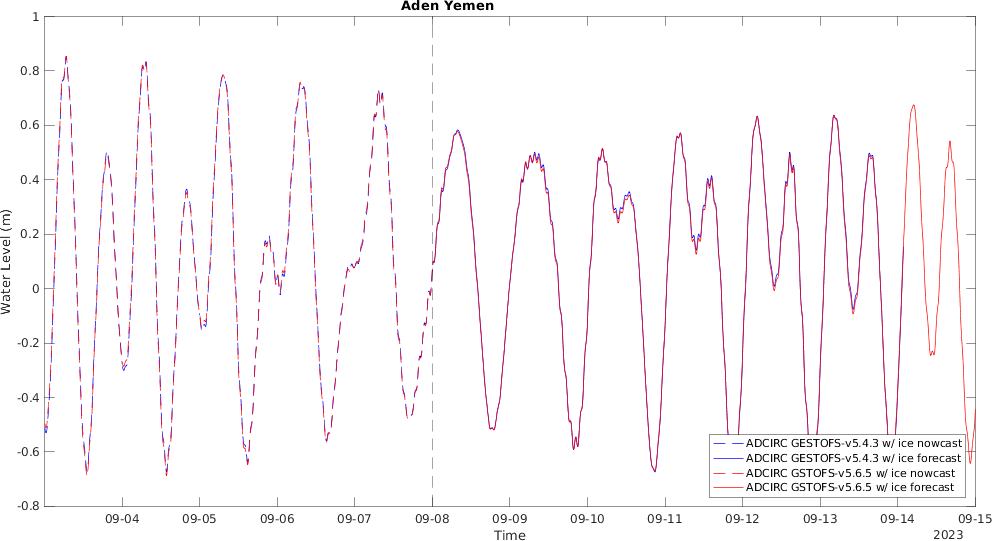 Aden Yemen
1
0.8
0.6
0.4
0.2
0
-0.2
-0.4
-0.6
-0.8
Water Level (m)
ADCIRC GESTOFS-v5.4.3 w/ ice nowcast
ADCIRC GESTOFS-v5.4.3 w/ ice forecast
ADCIRC GSTOFS-v5.6.5 w/ ice nowcast
ADCIRC GSTOFS-v5.6.5 w/ ice forecast
09-04 09-05 09-06 09-07 09-08 09-09 09-10 09-11 09-12 09-13 09-14 09-15
Time
2023